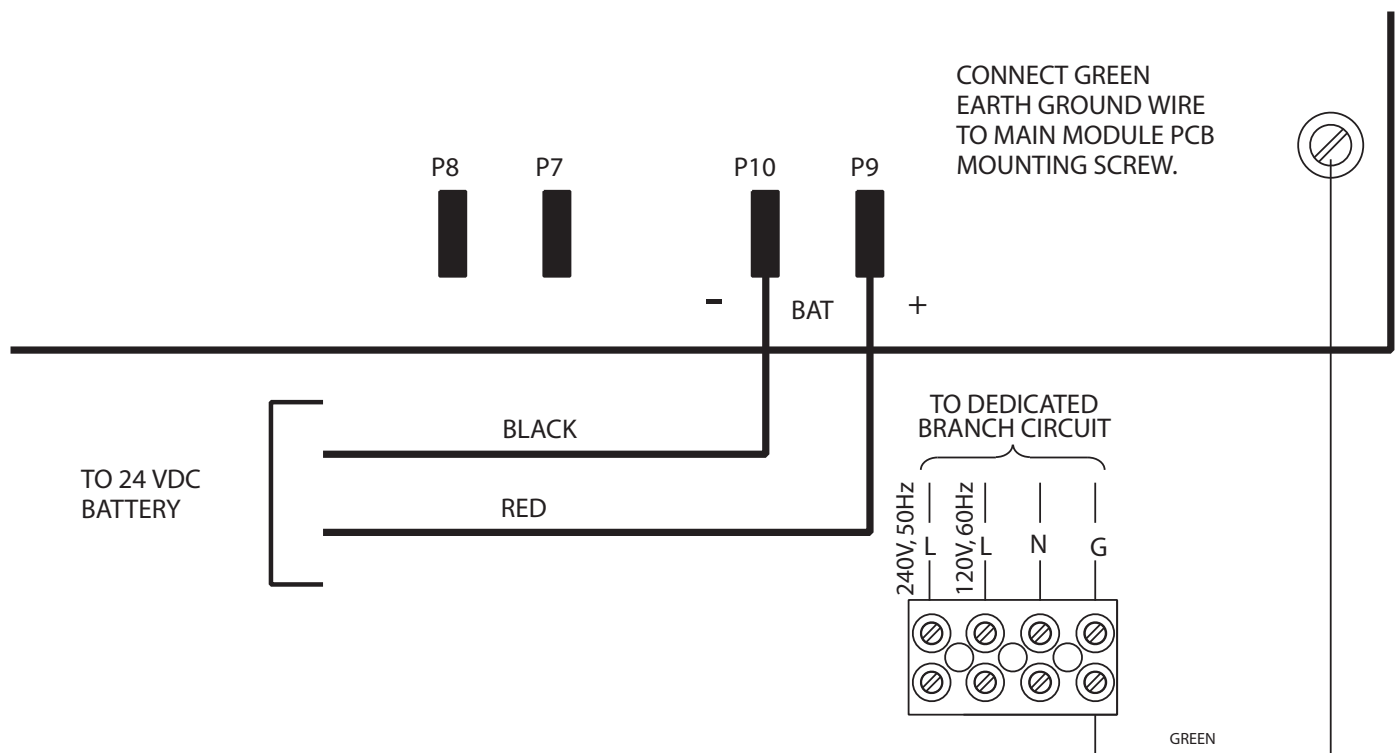 CONNECT GREEN
EARTH GROUND WIRE
TO MAIN MODULE PCB
MOUNTING SCREW.
P8
P7
P10
P9
-
BAT
+
TO DEDICATED
BRANCH CIRCUIT
BLACK
TO 24 VDC
BATTERY
RED
240V, 50Hz
L
120V, 60Hz
L
N
G
GREEN